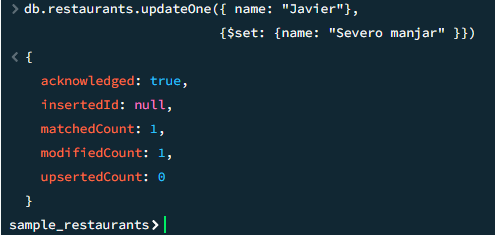 > db.restaurants.updateOne({ name: "Javier"},
{$set: {name: "Severo manjar" }})
< {
acknowledged: true,
insertedId: null,
matchedCount: 1,
modifiedCount: 1,
upsertedCount: 0
}
sample_restaurants>